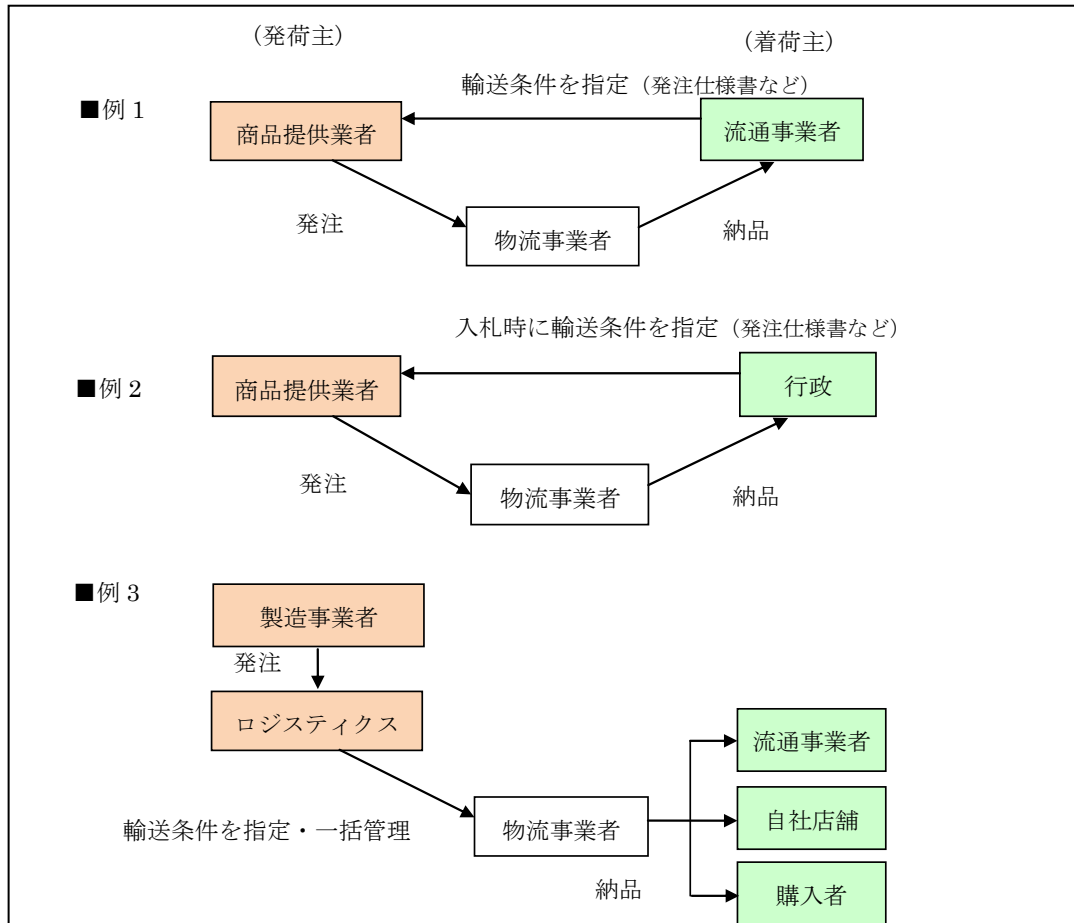 （発荷主）
（着荷主）
輸送条件を指定（発注仕様書など）
■例１
商品提供業者
流通事業者
発注
物流事業者
納品
入札時に輸送条件を指定（発注仕様書など）
■例２
商品提供業者
行政
発注
物流事業者
納品
■例３
製造事業者
発注
ロジスティクス
流通事業者
輸送条件を指定・一括管理
物流事業者
自社店舗
納品
購入者